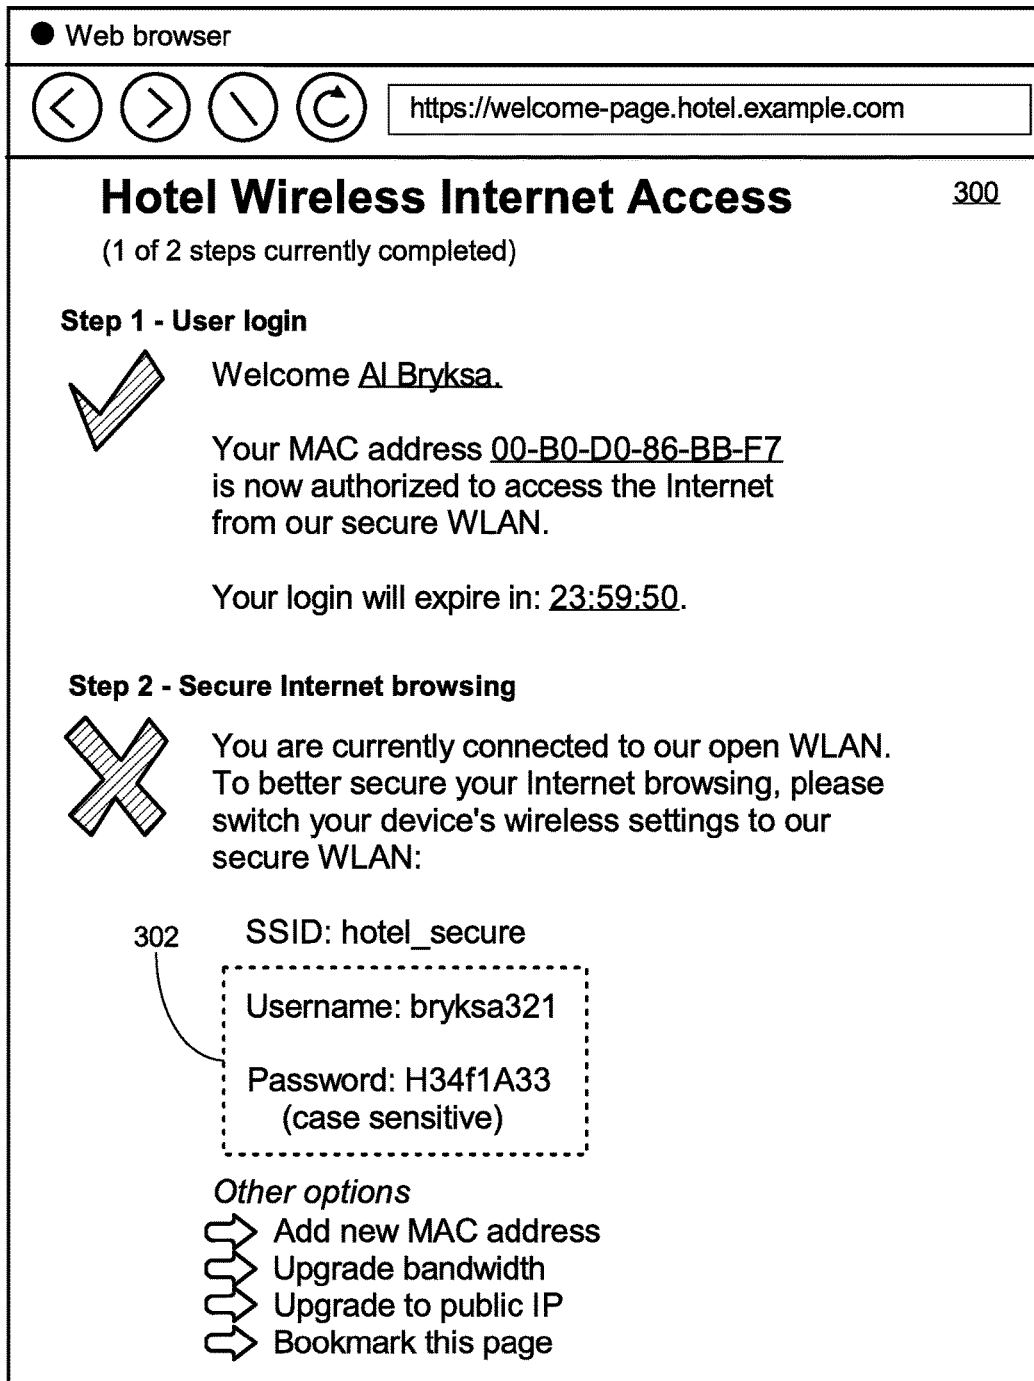 Web browser
https://welcome-page.hotel.example.com
Hotel Wireless Internet Access
300
(1 of 2 steps currently completed)
Step 1 - User login
Welcome Al Bryksa.
Your MAC address 00-B0-D0-86-BB-F7
is now authorized to access the Internet
from our secure WLAN.
Your login will expire in: 23:59:50.
Step 2 - Secure Internet browsing
You are currently connected to our open WLAN.
To better secure your Internet browsing, please
switch your device's wireless settings to our
secure WLAN:
302
SSID: hotel_secure
Username: bryksa321
Password: H34f1A33
(case sensitive)
Other options
Add new MAC address
Upgrade bandwidth
Upgrade to public IP
Bookmark this page